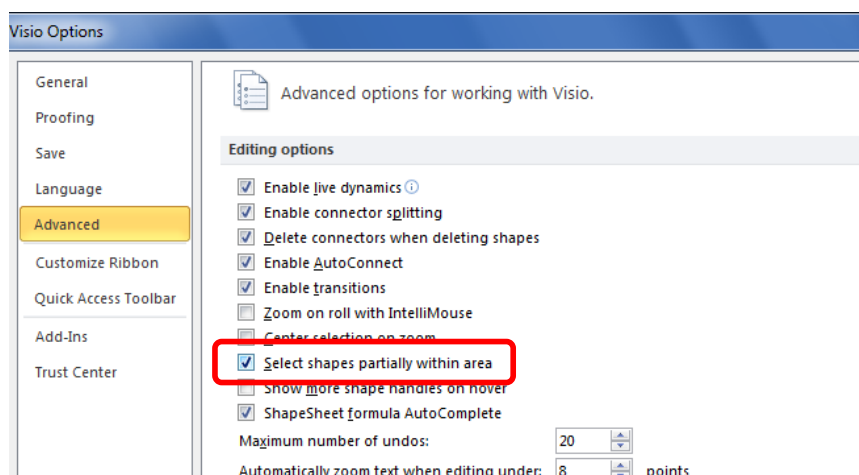 Visio Options
General
Proofing
Save
Language
Advanced
Customize Ribbon
Quick Access Toolbar
Add-Ins
Trust Center
Advanced options for working with Visio.
Editing options
Enable live dynamics
Enable connector splitting
Delete connectors when deleting shapes
Enable AutoConnect
Enable transitions
Zoom on roll with IntelliMouse
Center selection on zoom
Select shapes partially within area
Show more shape handles on hover
ShapeSheet formula AutoComplete
Maximum number of undos: 20
Automatically zoom text when editing under: 8 points